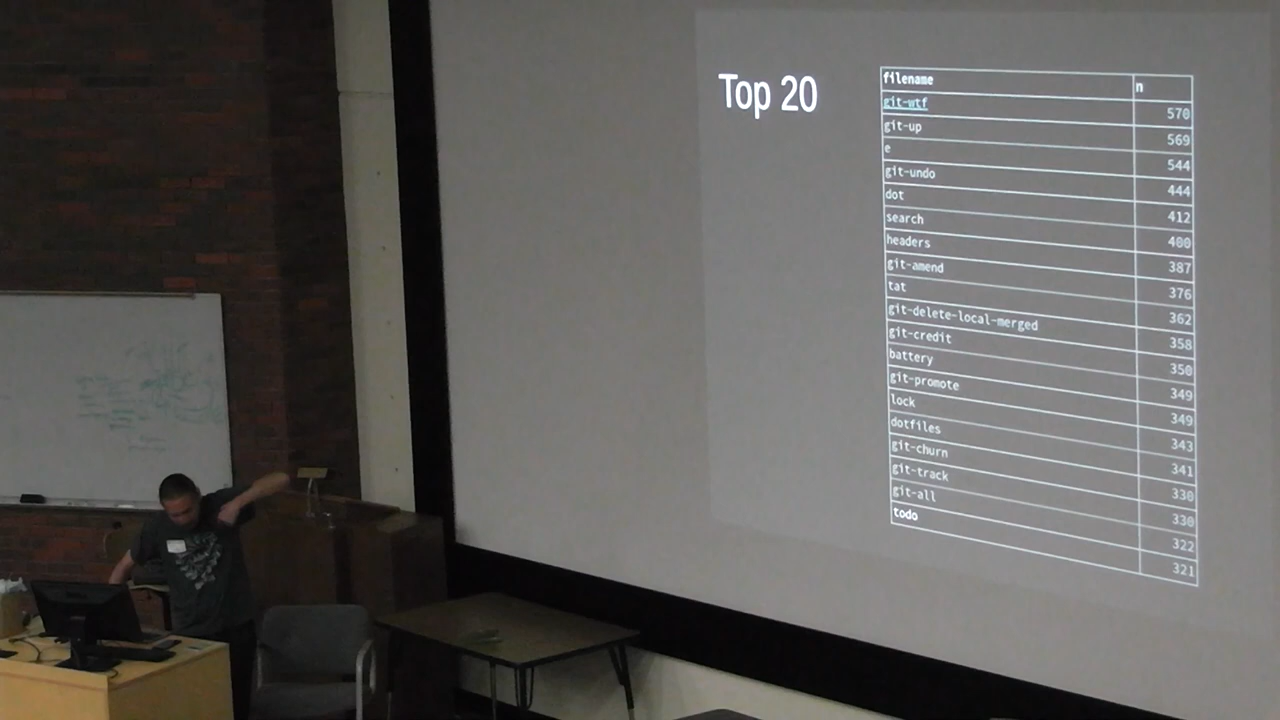 Top 20
filename n
git-wtf 570
git-up 569
e 544
git-undo 444
dot 412
search 400
headers 387
git-amend 376
tat 362
git-delete-local-merged 358
git-credit 350
battery 349
git-promote 349
lock 343
dotfiles 341
git-churn 330
git-track 330
git-all 322
todo 321